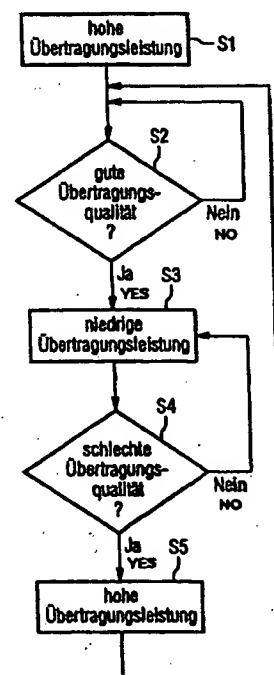 hohe
Übertragungsleistung
S1
S2
gute
Übertragungs-
qualität
?
Nein
NO
Ja
YES
S3
niedrige
Übertragungsleistung
S4
schlechte
Übertragungs-
qualität
?
Nein
NO
Ja
YES
S5
hohe
Übertragungsleistung